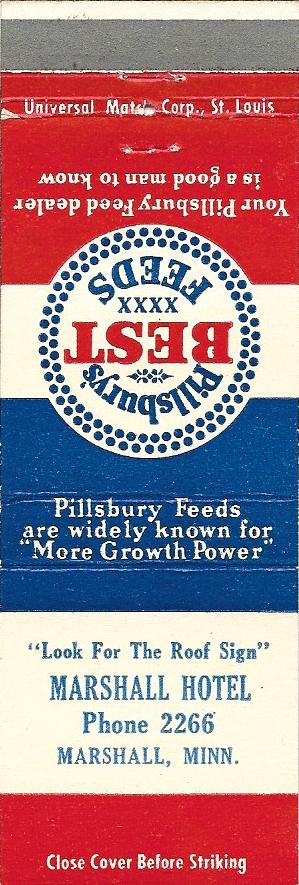 Universal Match Corp., St. Louis
Your Pillsbury Feed dealer
is a good man to know
Pillsbury's
BEST
XXXX
FEEDS
Pillsbury Feeds
are widely known for
"More Growth Power"
"Look For The Roof Sign"
MARSHALL HOTEL
Phone 2266
MARSHALL, MINN.
Close Cover Before Striking